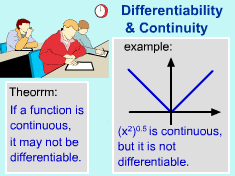 Differentiability
& Continuity
example:
Theorrm:
If a function is
continuous,
it may not be
differentiable.
(x²)⁰·⁵ is continuous,
but it is not
differentiable.